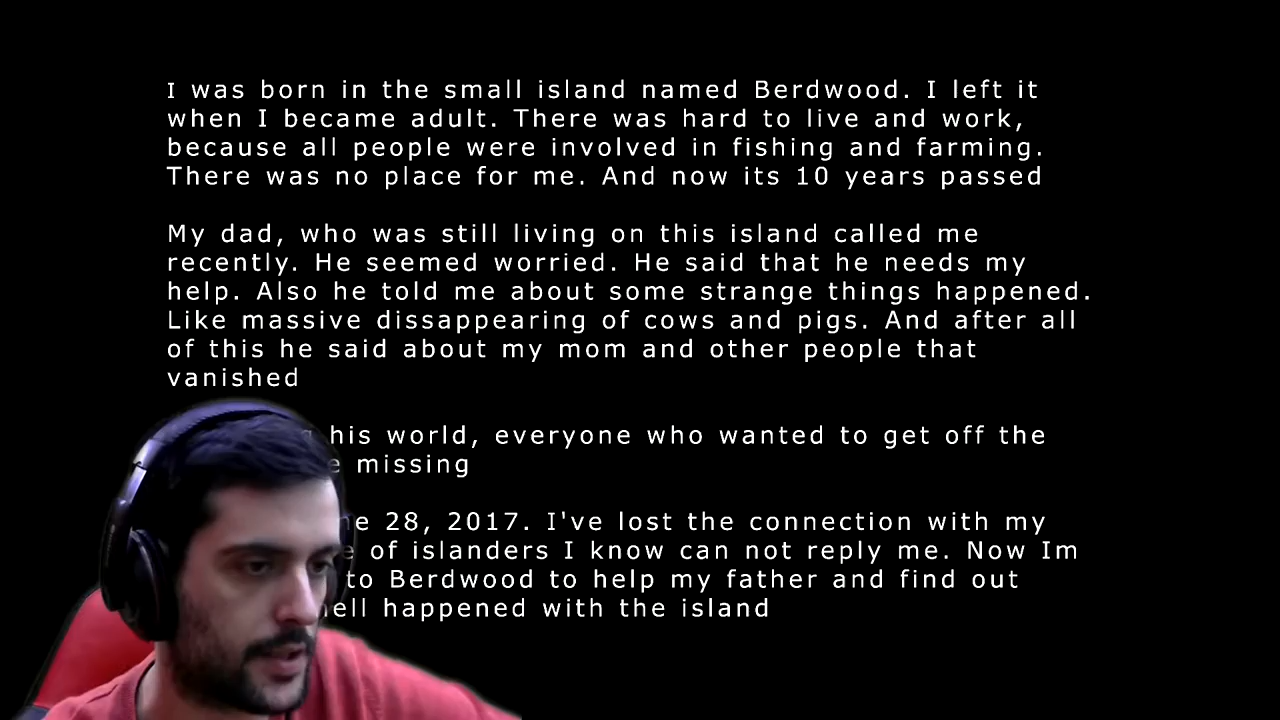 I was born in the small island named Berdwood. I left it
when I became adult. There was hard to live and work,
because all people were involved in fishing and farming.
There was no place for me. And now its 10 years passed
My dad, who was still living on this island called me
recently. He seemed worried. He said that he needs my
help. Also he told me about some strange things happened.
Like massive dissappearing of cows and pigs. And after all
of this he said about my mom and other people that
vanished
his world, everyone who wanted to get off the
missing
28, 2017. I've lost the connection with my
of islanders I know can not reply me. Now Im
to Berdwood to help my father and find out
happened with the island